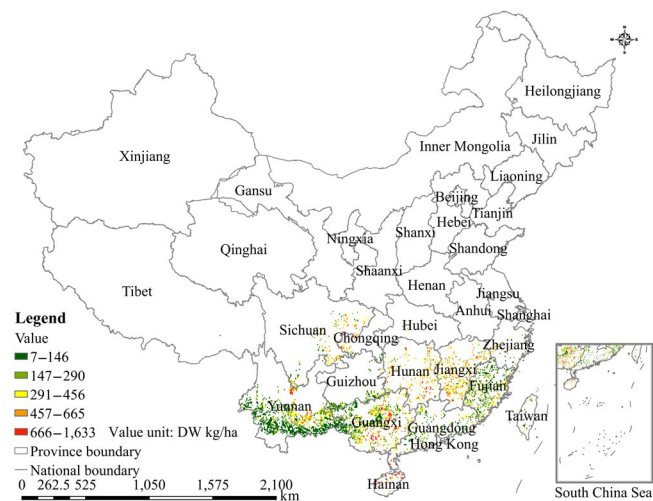 N
W E
S
Heilongjiang
Jilin
Inner Mongolia
Xinjiang
Liaoning
Gansu
Beijing
Tianjin
Hebei
Ningxia
Shanxi
Qinghai
Shandong
Shaanxi
Henan
Tibet
Jiangsu
Anhui
Shanghai
Sichuan
Hubei
Chongqing
Zhejiang
Hunan
Jiangxi
Guizhou
Fujian
Yunnan
Taiwan
Guangxi
Guangdong
Hong Kong
Hainan
South China Sea
Legend
Value
7−146
147−290
291−456
457−665
666−1,633 Value unit: DW kg/ha
Province boundary
National boundary
0 262.5 525 1,050 1,575 2,100
km